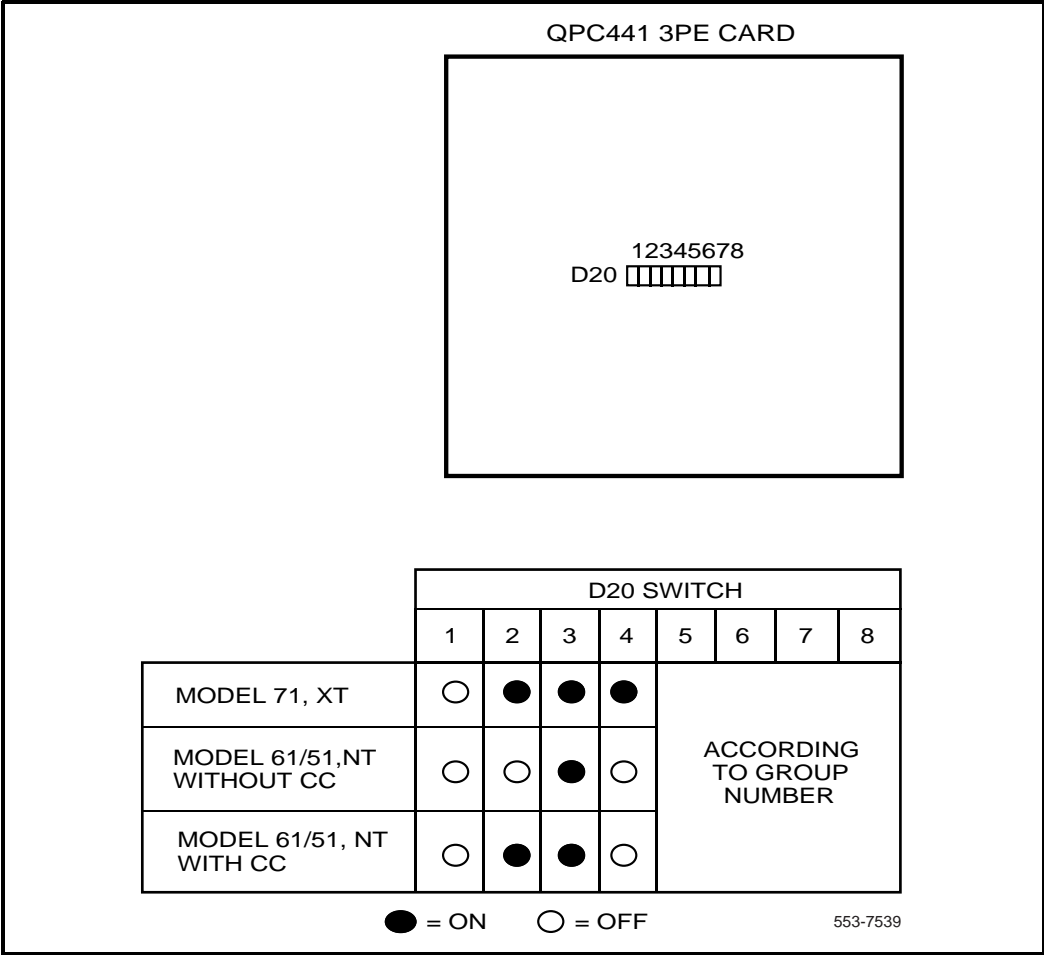 QPC441 3PE CARD
12345678
D20
D20 SWITCH
1 2 3 4 5 6 7 8
MODEL 71, XT
MODEL 61/51,NT
WITHOUT CC
MODEL 61/51, NT
WITH CC
ACCORDING
TO GROUP
NUMBER
= ON = OFF
553-7539